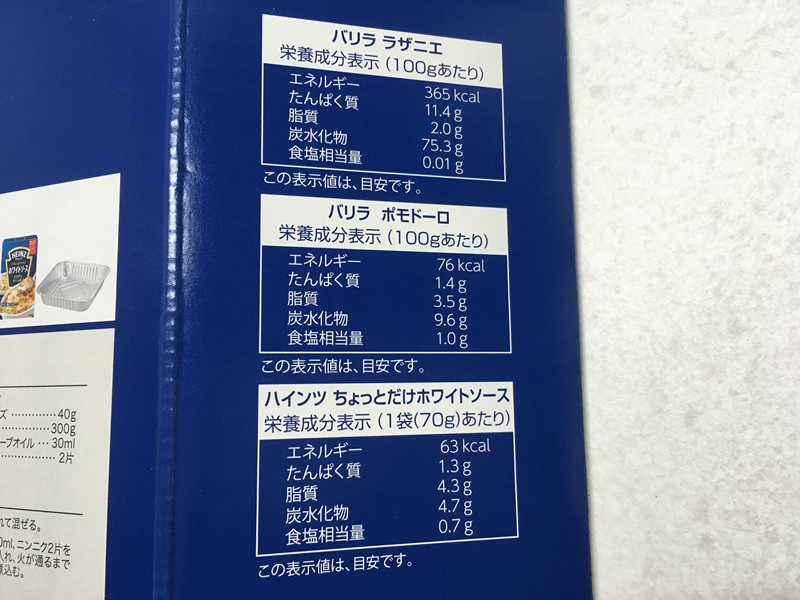 バリラ ラザニエ
栄養成分表示 (100gあたり)
エネルギー 365 kcal
たんぱく質 11.4 g
脂質 2.0 g
炭水化物 75.3 g
食塩相当量 0.01 g
この表示値は、目安です。
バリラ ポモドーロ
栄養成分表示 (100gあたり)
エネルギー 76 kcal
たんぱく質 1.4 g
脂質 3.5 g
炭水化物 9.6 g
食塩相当量 1.0 g
この表示値は、目安です。
ハインツ ちょっとだけホワイトソース
栄養成分表示 (1袋(70g)あたり)
エネルギー 63 kcal
たんぱく質 1.3 g
脂質 4.3 g
炭水化物 4.7 g
食塩相当量 0.7 g
この表示値は、目安です。
HEINZ
ホワイトソース
ズ …………40g
…………300g
ーブオイル … 30ml
………… 2片
れて混ぜる。
0ml、ニンニク2片を
入れ、火が通るまで
煮込む。